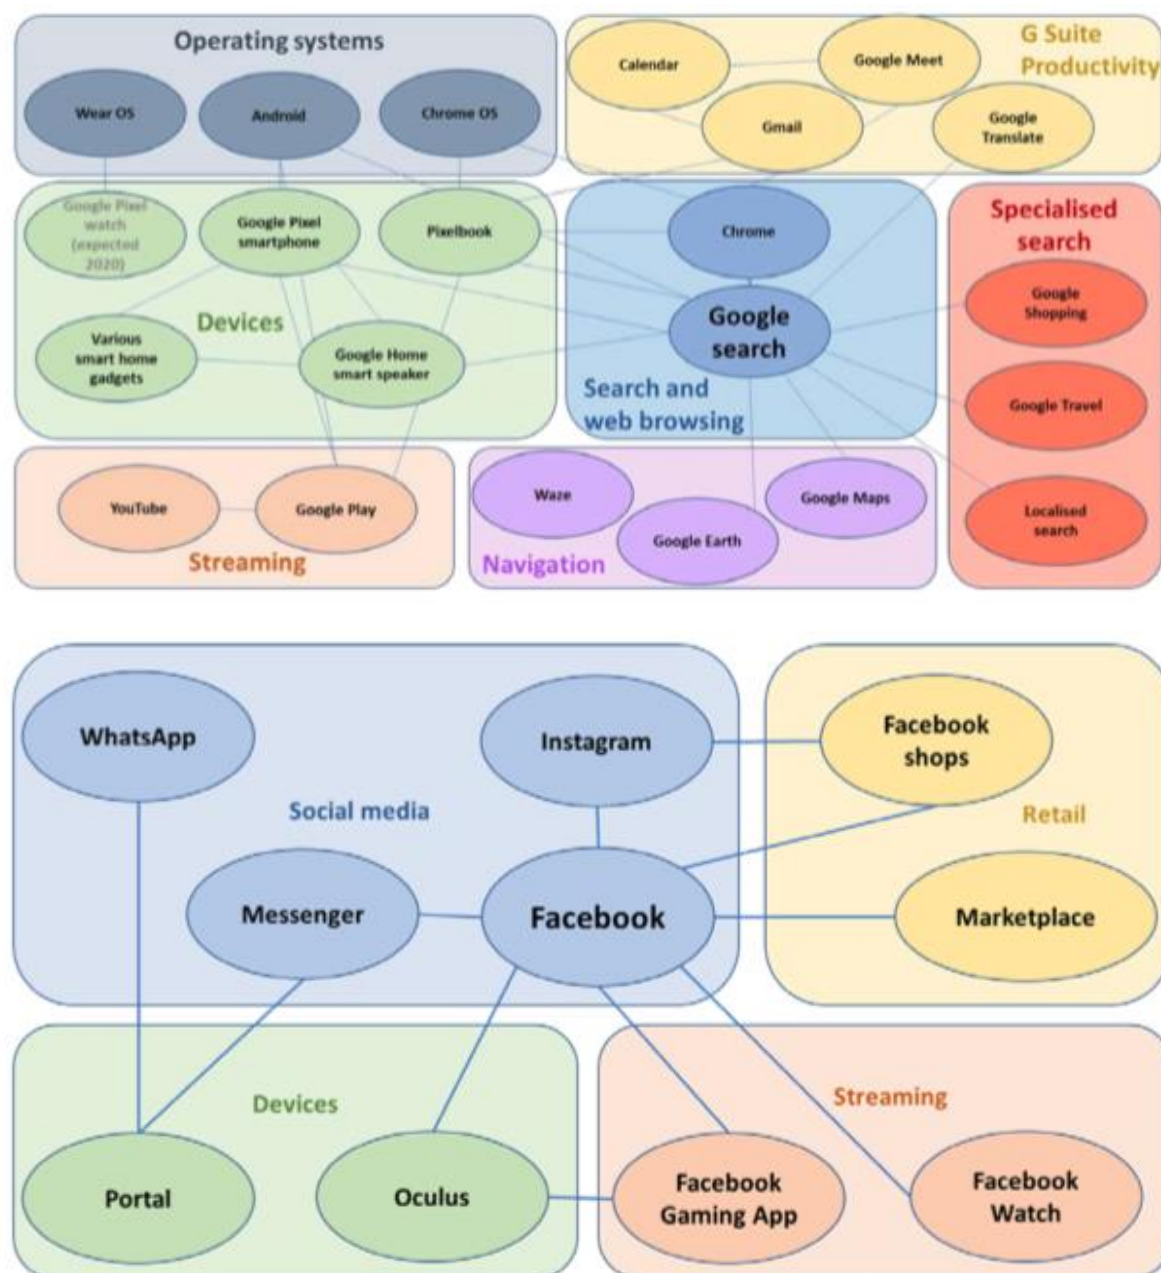 Operating systems
Wear OS
Android
Chrome OS
G Suite
Productivity
Calendar
Google Meet
Gmail
Google
Translate
Google Pixel
watch
(expected
2020)
Google Pixel
smartphone
Pixelbook
Devices
Various
smart home
gadgets
Google Home
smart speaker
Chrome
Google
search
Search and
web browsing
Specialised
search
Google
Shopping
Google Travel
Localised
search
YouTube
Google Play
Streaming
Waze
Google Earth
Google Maps
Navigation
WhatsApp
Instagram
Social media
Messenger
Facebook
Facebook
shops
Retail
Marketplace
Devices
Portal
Oculus
Streaming
Facebook
Gaming App
Facebook
Watch